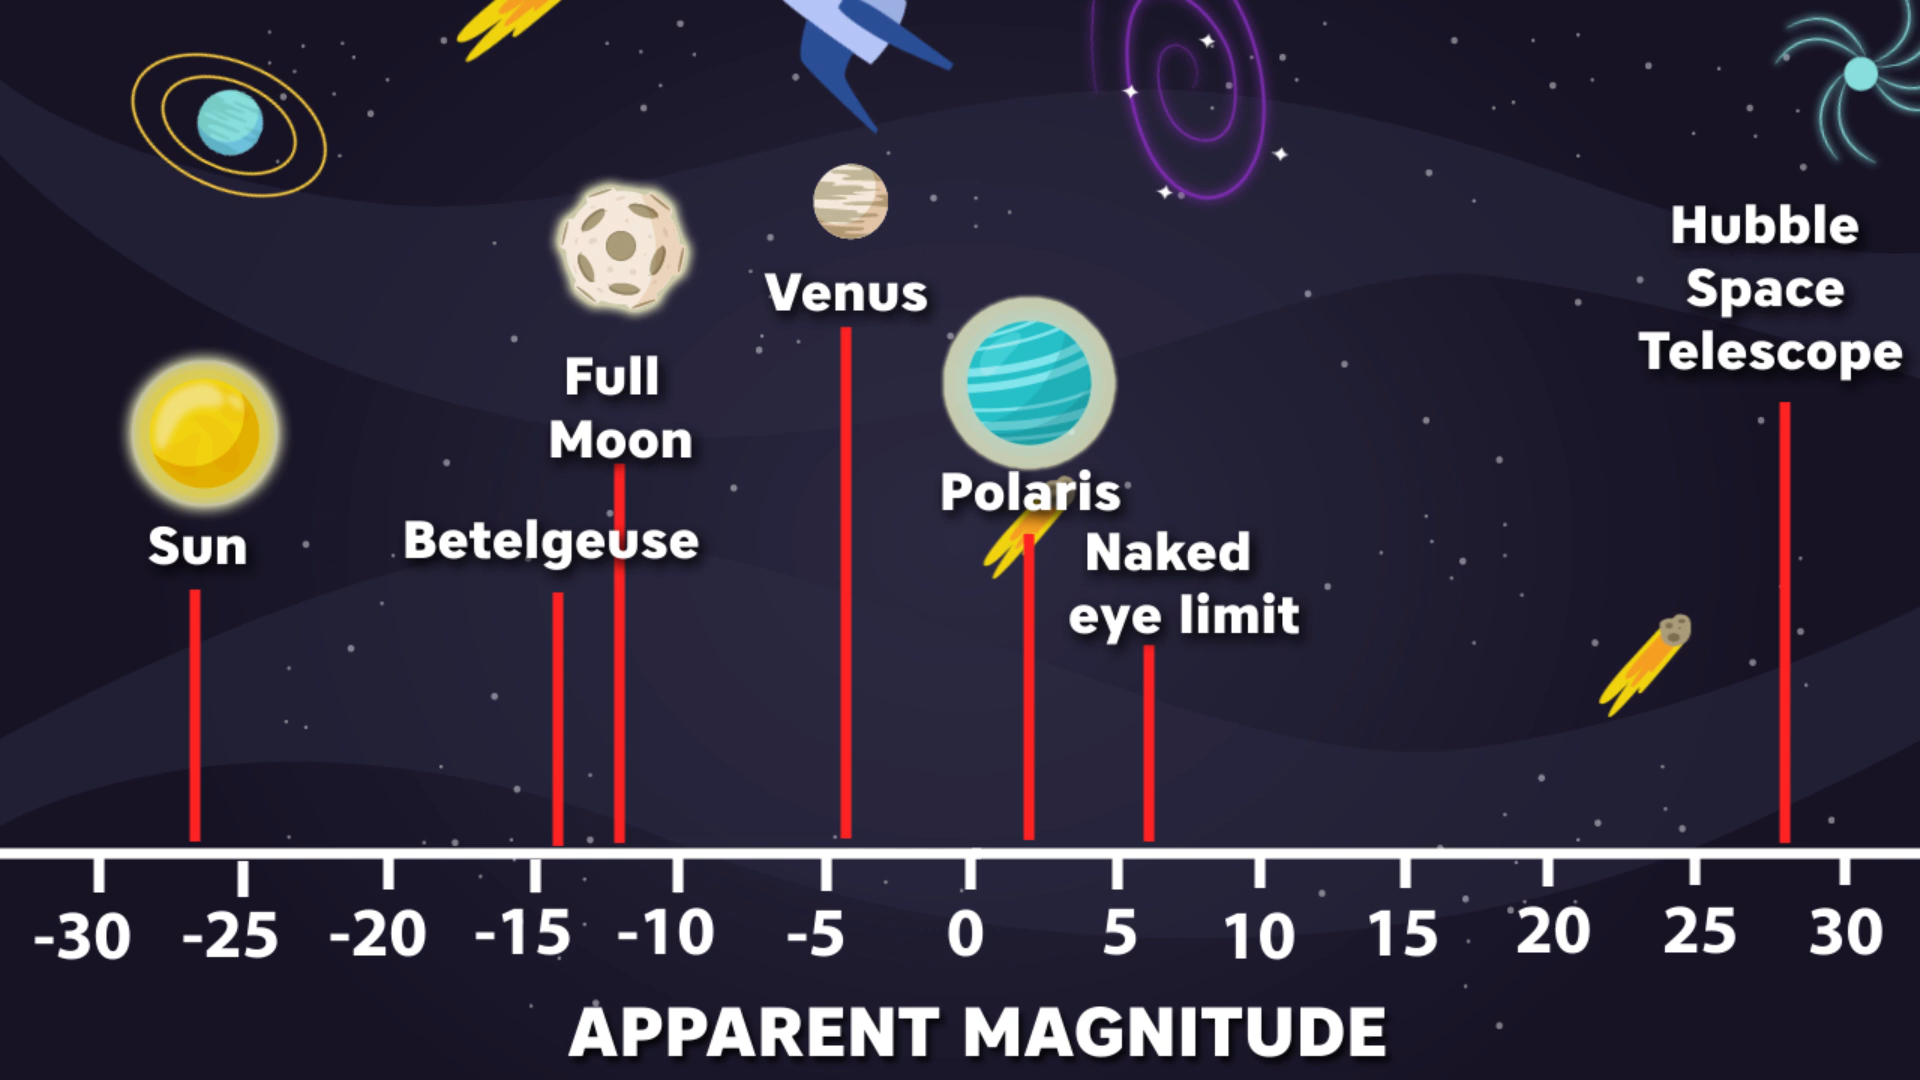 Hubble
Space
Telescope
Venus
Full
Moon
Polaris
Sun
Betelgeuse
Naked
eye limit
-30 -25 -20 -15 -10 -5 0 5 10 15 20 25 30
APPARENT MAGNITUDE